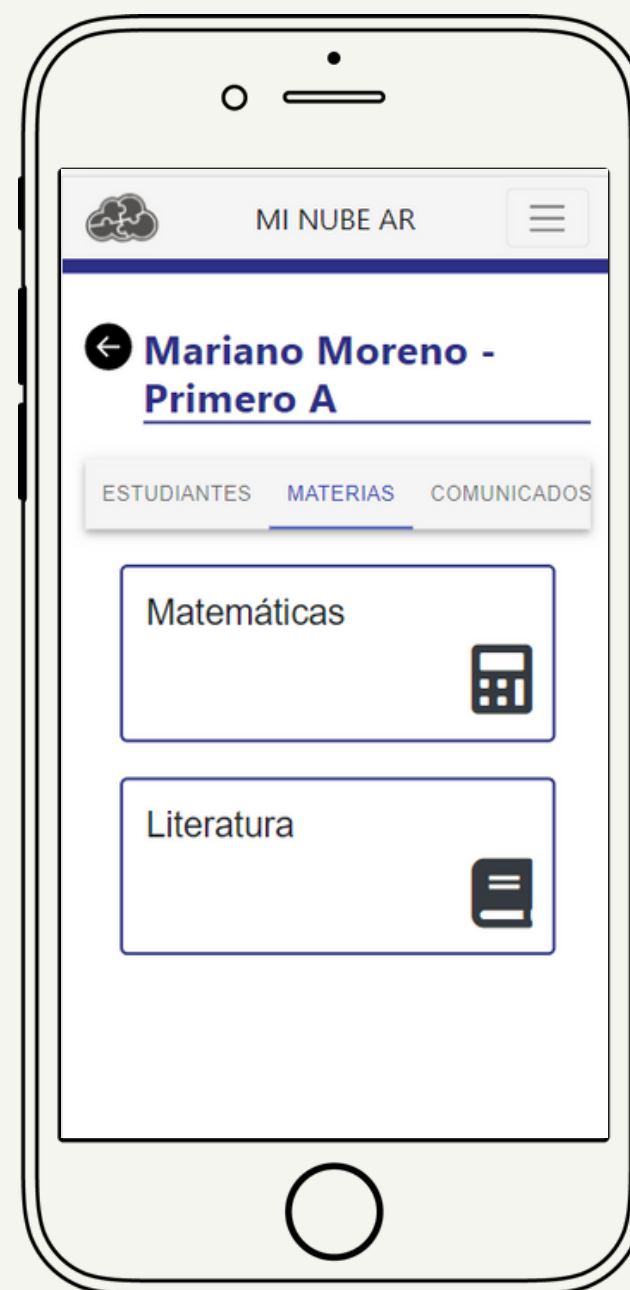 MI NUBE AR
Mariano Moreno -
Primero A
ESTUDIANTES MATERIAS COMUNICADOS
Matemáticas
Literatura